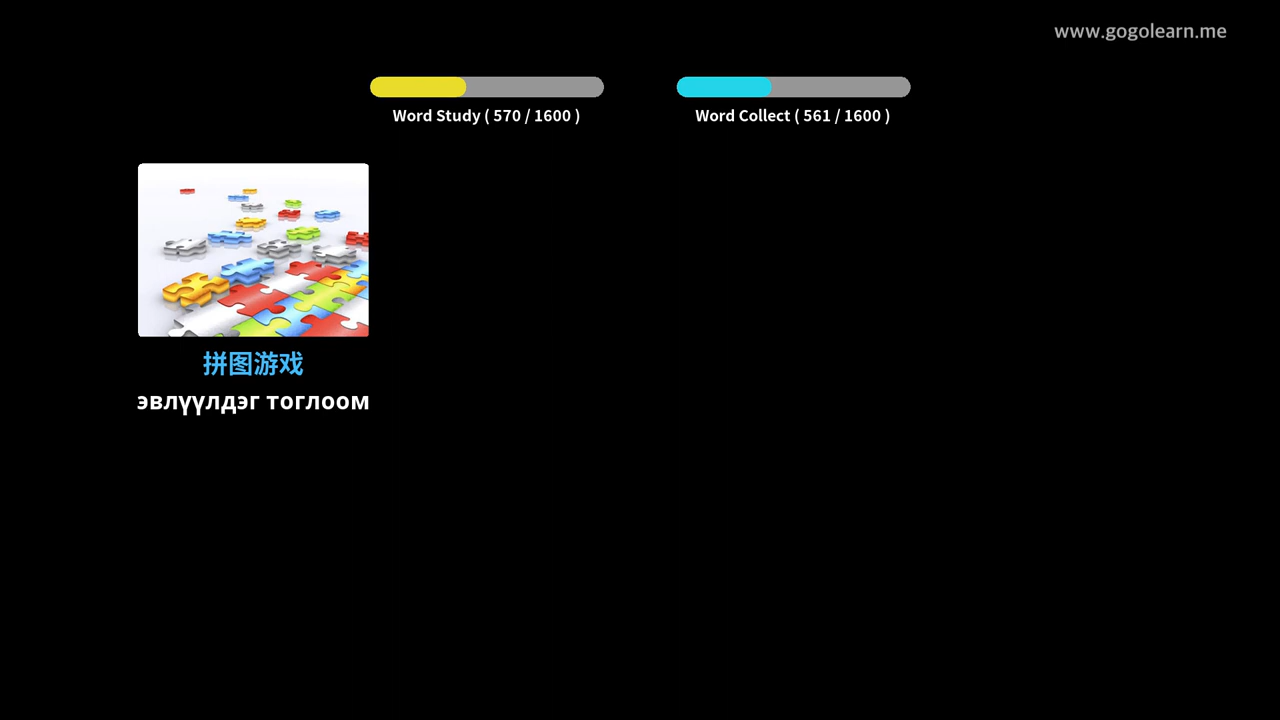 www.gogolearn.me
Word Study ( 570 / 1600 )
Word Collect ( 561 / 1600 )
拼图游戏
эвлүүлдэг тоглоом